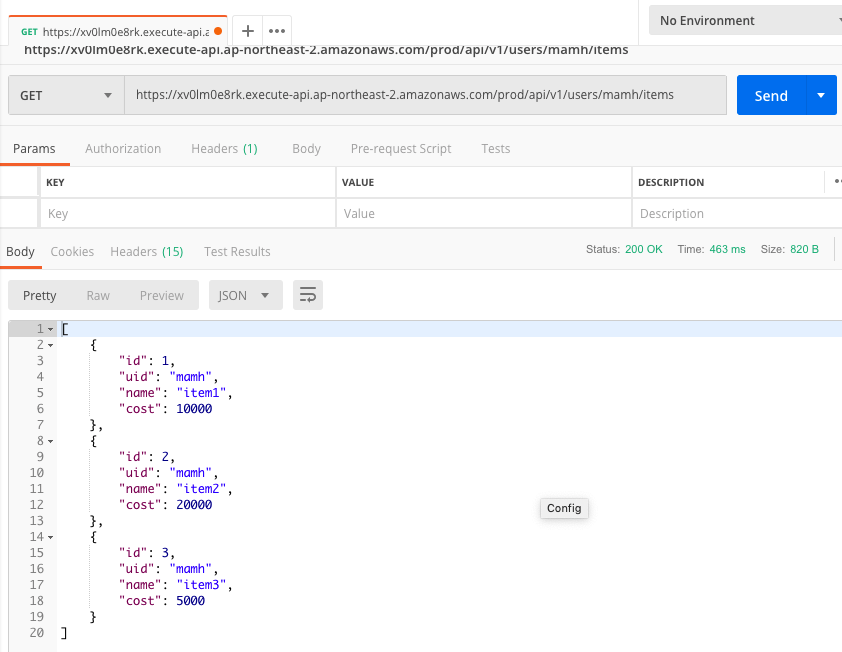 GET https://xv0lm0e8rk.execute-api.a
No Environment
https://xv0lm0e8rk.execute-api.ap-northeast-2.amazonaws.com/prod/api/v1/users/mamh/items
GET https://xv0lm0e8rk.execute-api.ap-northeast-2.amazonaws.com/prod/api/v1/users/mamh/items Send
Params Authorization Headers (1) Body Pre-request Script Tests
KEY VALUE DESCRIPTION
Key Value Description
Body Cookies Headers (15) Test Results Status: 200 OK Time: 463 ms Size: 820 B
Pretty Raw Preview JSON
1 [
2 {
3 "id": 1,
4 "uid": "mamh",
5 "name": "item1",
6 "cost": 10000
7 },
8 {
9 "id": 2,
10 "uid": "mamh",
11 "name": "item2",
12 "cost": 20000
13 },
14 {
15 "id": 3,
16 "uid": "mamh",
17 "name": "item3",
18 "cost": 5000
19 }
20 ]
Config